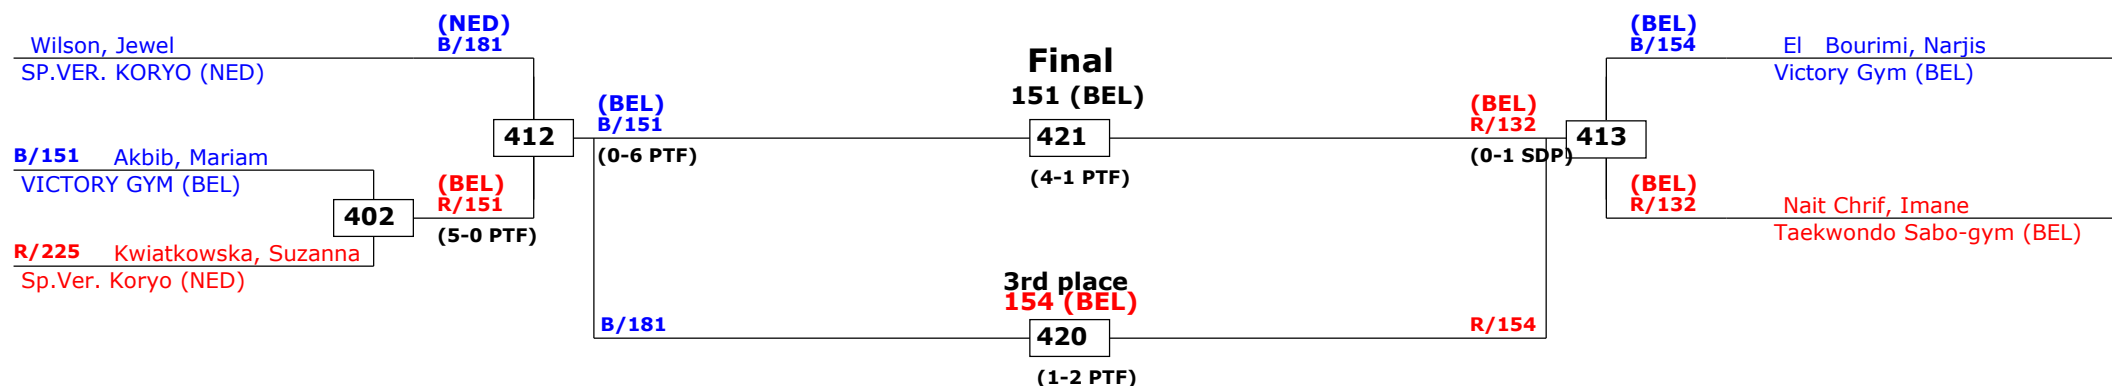 (NED)
B/181
Wilson, Jewel
SP.VER. KORYO (NED)
B/151 Akbib, Mariam
VICTORY GYM (BEL)
R/225 Kwiatkowska, Suzanna
Sp.Ver. Koryo (NED)
402
(BEL)
R/151
(5-0 PTF)
412
(BEL)
B/151
(0-6 PTF)
B/181
Final
151 (BEL)
421
(4-1 PTF)
3rd place
154 (BEL)
420
(1-2 PTF)
(BEL)
R/132
(0-1 SDP)
R/154
413
(BEL)
B/154
El Bourimi, Narjis
Victory Gym (BEL)
(BEL)
R/132
Nait Chrif, Imane
Taekwondo Sabo-gym (BEL)